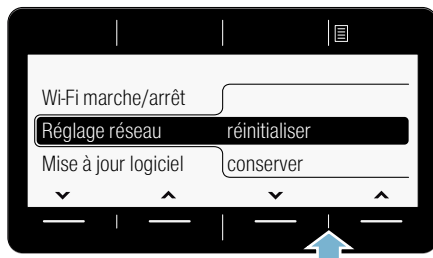 Wi-Fi marche/arrêt
Réglage réseau réinitialiser
Mise à jour logiciel conserver